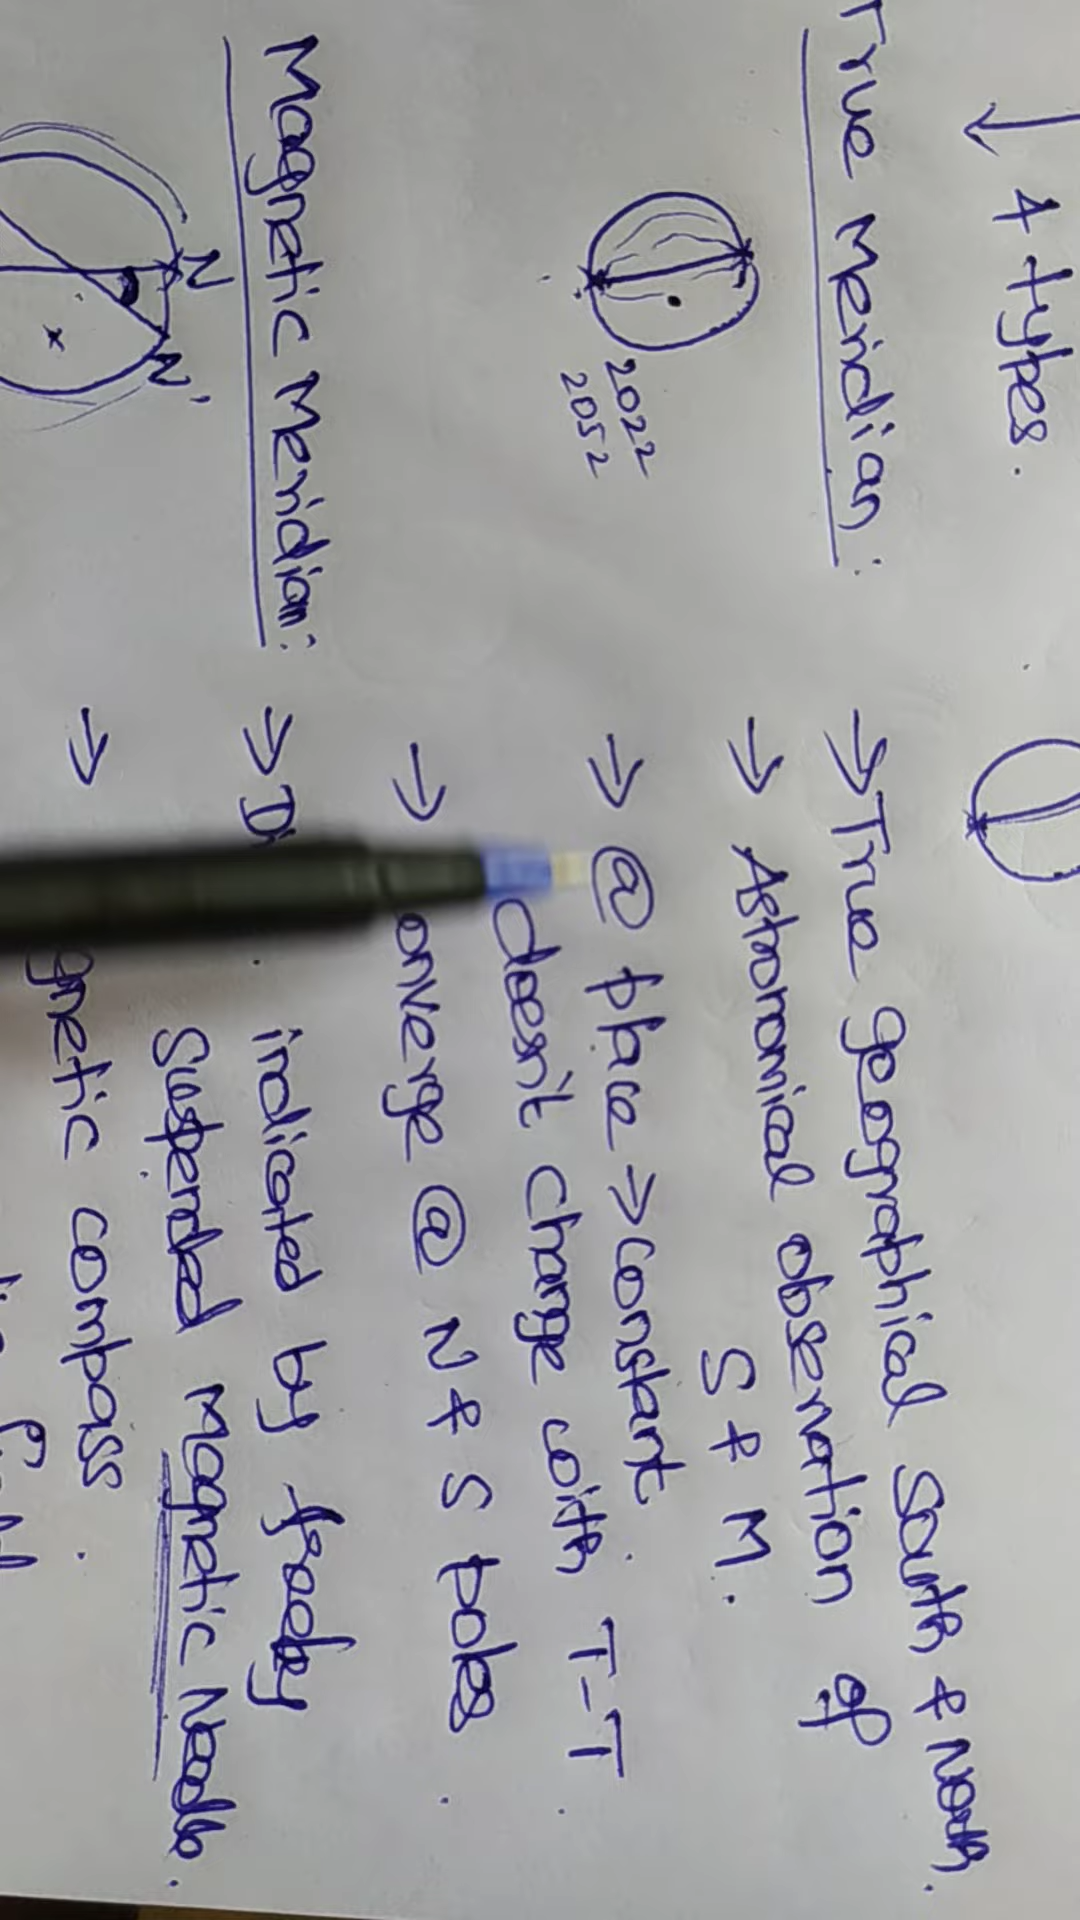 4 types.
True Meridian:
→ True geographical South & North.
→ Astronomical observation of
S & M.
2022
2052
→ @ place → constant
doesn't change with T-T
→ onverge @ N & S poles
Magnetic Meridian:
→ Di indicated by freely
Suspended Magnetic Needle.
N
N'
→ gnetic compass